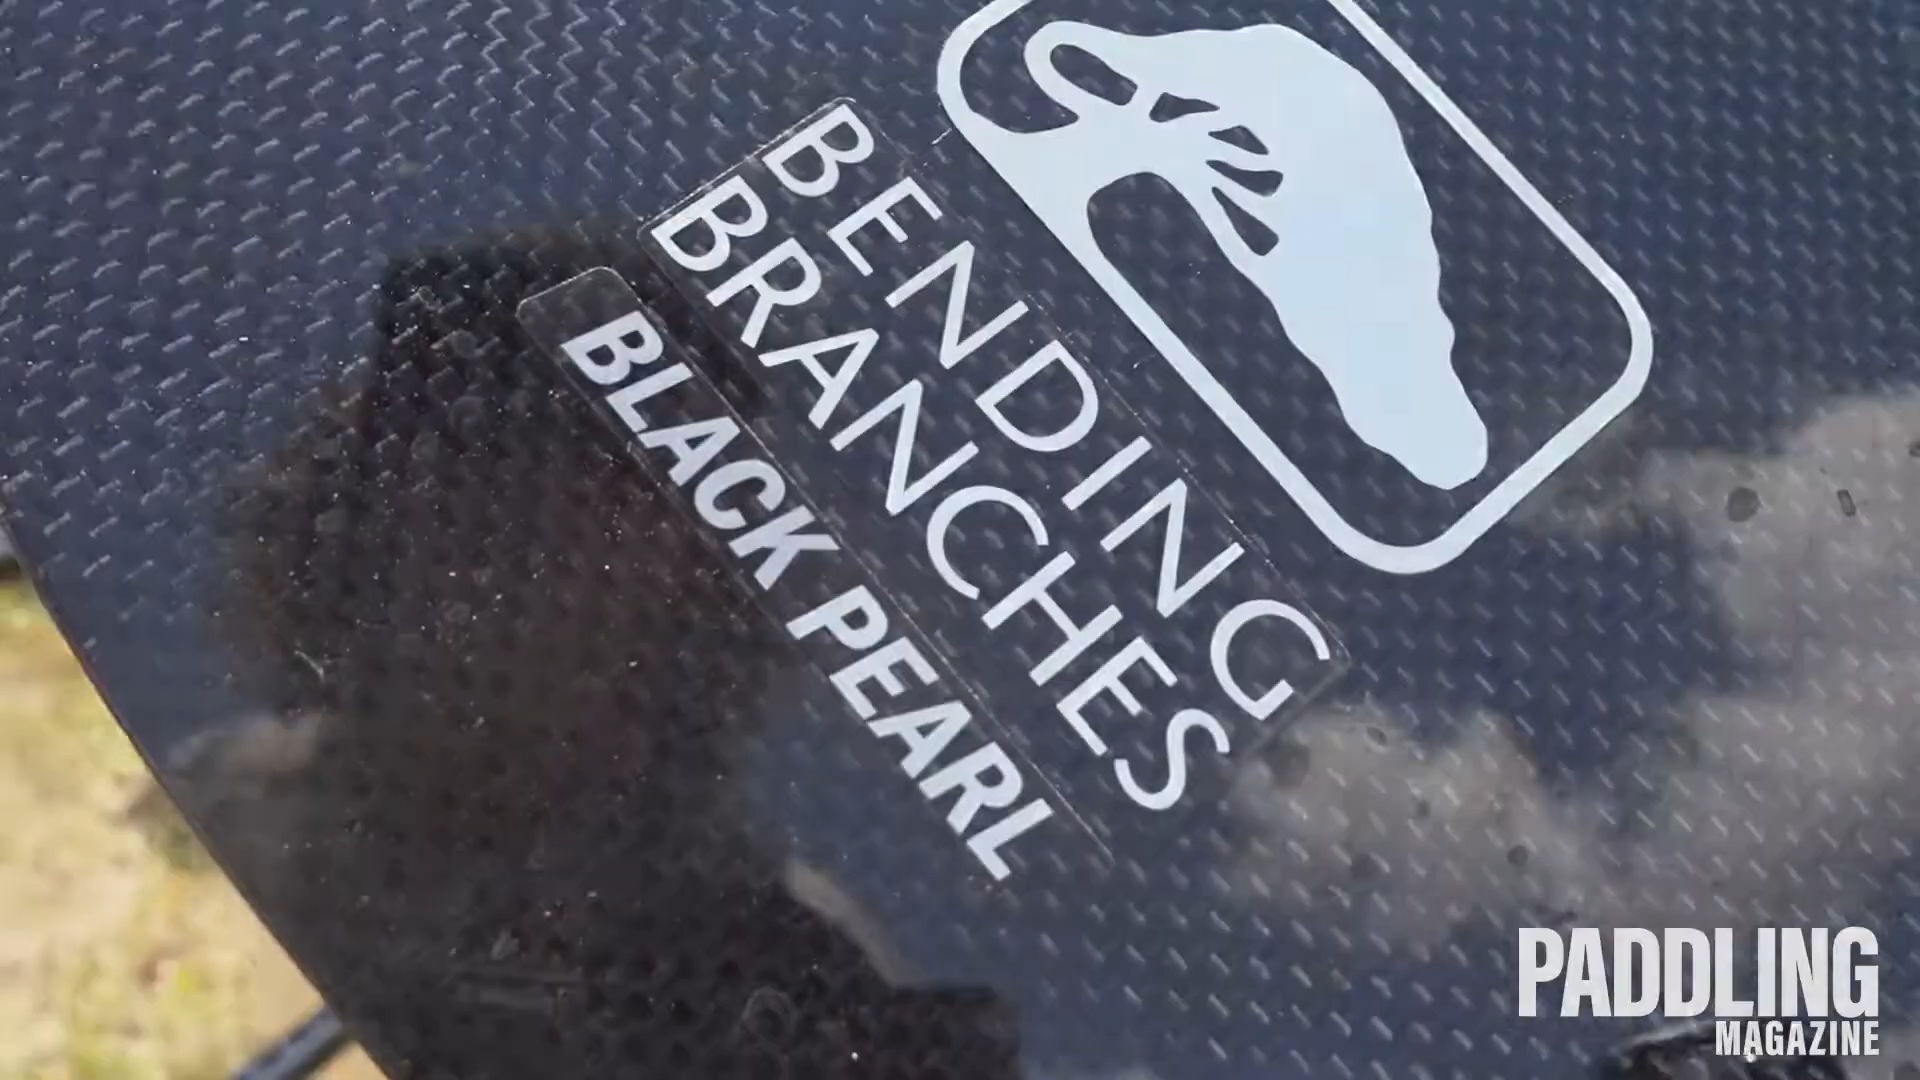 BENDING
BRANCHES
BLACK PEARL
PADDLING
MAGAZINE